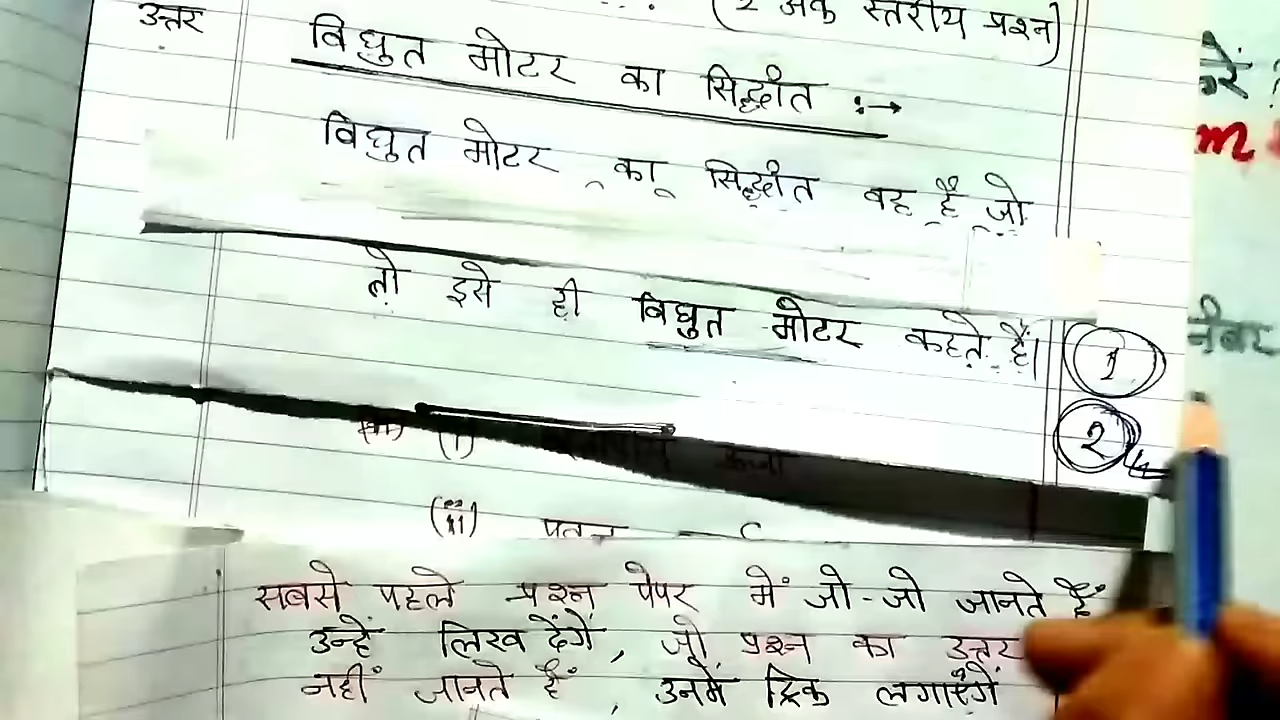 (2 अंक स्तरीय प्रश्न)
उत्तर
विद्युत मोटर का सिद्धांत :→
विद्युत मोटर का सिद्धांत वह है जो
तो इसे ही विद्युत मोटर कहते हैं।
1
2
(i)
(ii)
सबसे पहले प्रश्न पेपर में जो-जो जानते हैं
उन्हें लिख देंगें, जो प्रश्न का उत्तर
नहीं जानते हैं, उनमें ट्रिक लगाएंगें
रें ?
m
नंबर